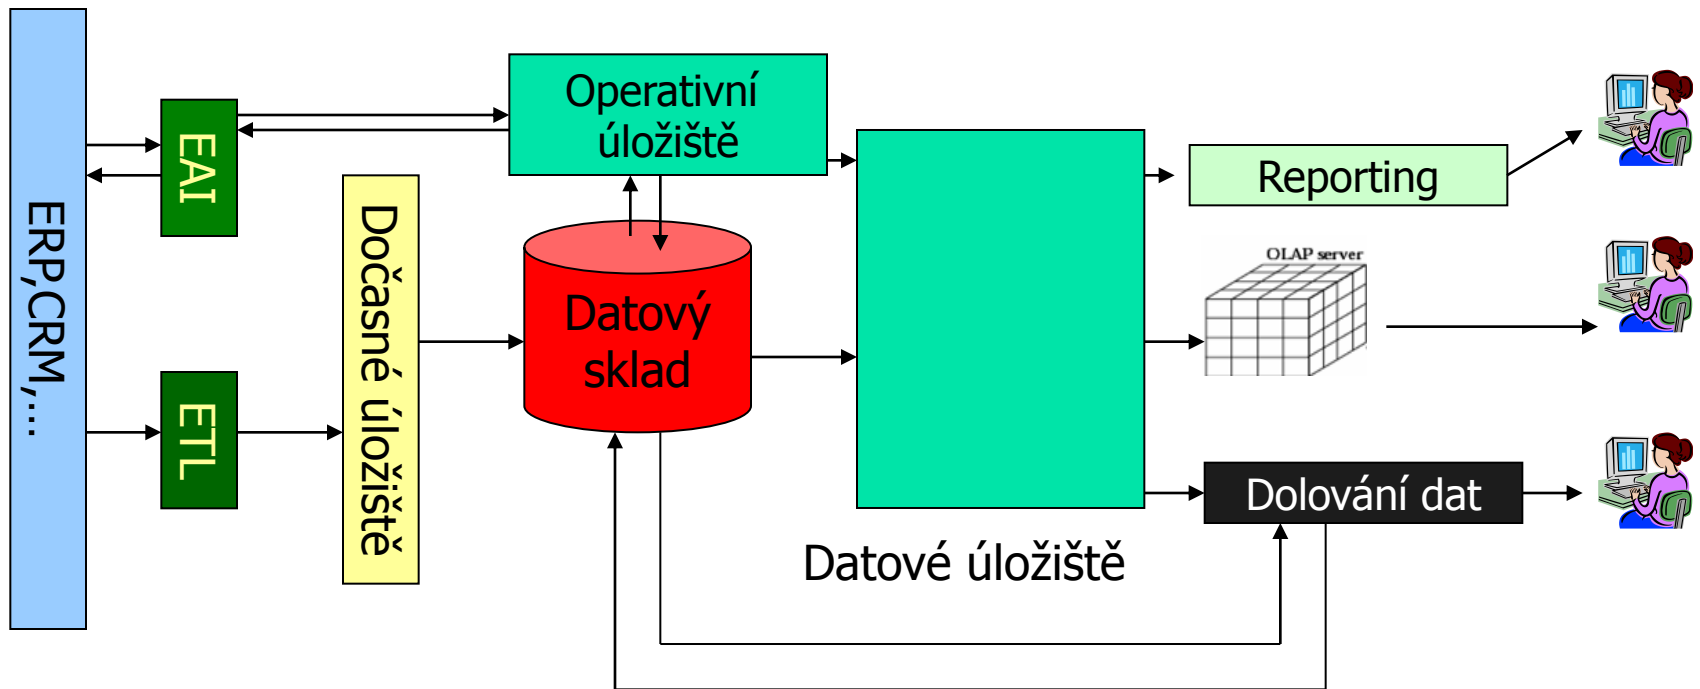 ERP,CRM,...
EAI
ETL
Dočasné úložiště
Operativní
úložiště
Datový
sklad
Datové úložiště
Reporting
OLAP server
Dolování dat